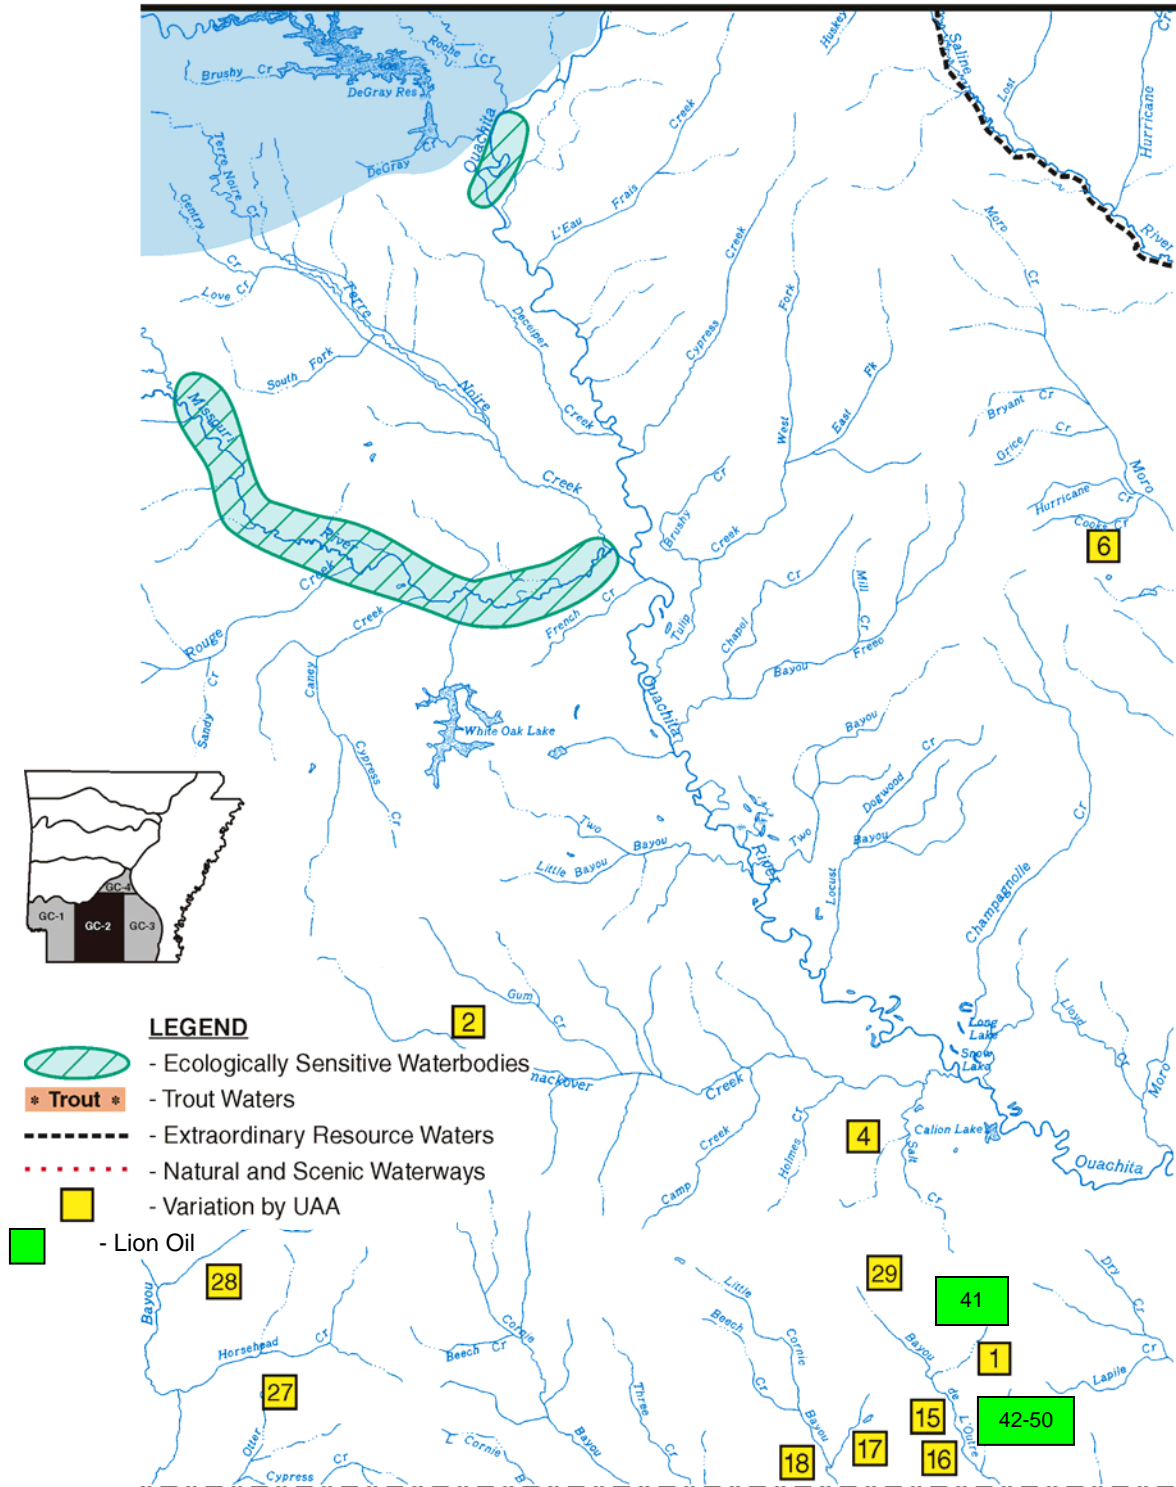 Huskey
Saline
Roche
Cr
Brushy Cr
DeGray Res
Lost
Hurricane
Cr
Creek
Ouachita
Cr
DeGray
Terre Noire Cr
Gentry
Cr
Love Cr
L'Eau Frais
Creek
Moro
Cr
River
Terre
Noire
Creek
Deceiper
Creek
Cypress
West
Fork
East
Fk
South Fork
Missouri
River
Bryant Cr
Grice Cr
Moro
Hurricane
Cr
Cooks Cr
6
Brushy
Cr
Creek
Tulip
Chapel
Cr
Mill
Cr
Bayou
Freeo
French Cr
Rouge
Creek
Caney
Creek
Sandy
Cr
Cypress
Cr
White Oak Lake
Ouachita
River
Bayou
Two
Dogwood
Cr
Bayou
Locust
Two
Bayou
Little Bayou
Champagnolle
Cr
GC-4
GC-1
GC-2
GC-3
Gum
Cr
2
LEGEND
- Ecologically Sensitive Waterbodies
* Trout * - Trout Waters
- Extraordinary Resource Waters
- Natural and Scenic Waterways
- Variation by UAA
- Lion Oil
nackover
Creek
Camp
Creek
Holmes
Cr
4
Long
Lake
Snow
Lake
Calion Lake
Salt
Cr
Lloyd
Cr
Moro
Ouachita
28
Bayou
Horsehead
Cr
27
Otter
Cypress
Cr
Beech Cr
Cornie
Bayou
L Cornie
B
Three
Cr
Little
Cornie
Bayou
Beech
Cr
29
41
Bayou
de
L'Outre
1
Dry
Cr
Lapile
Cr
15
42-50
16
17
18